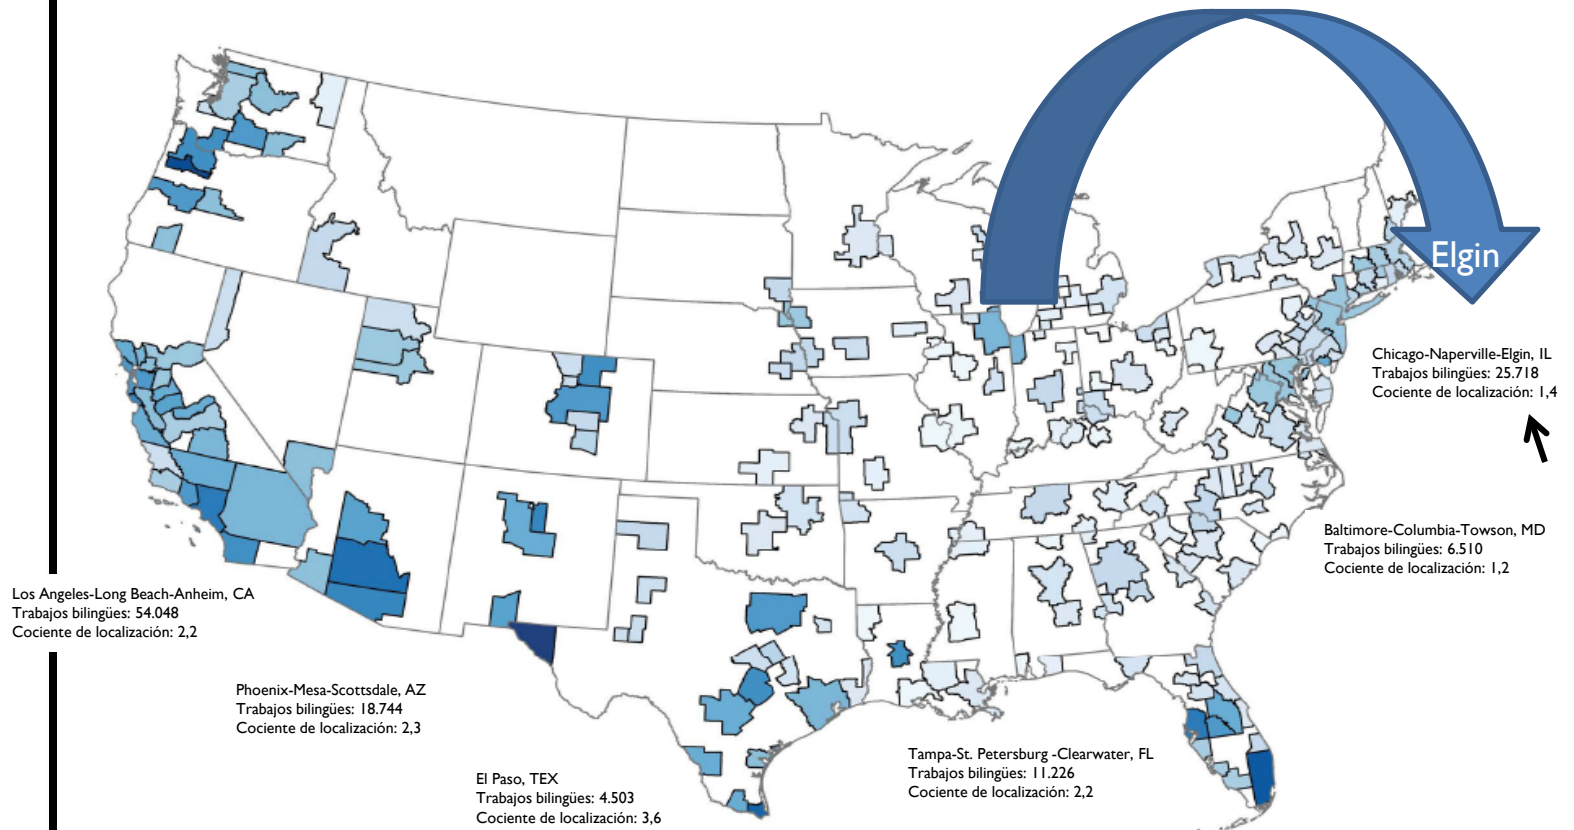 Elgin
Chicago-Naperville-Elgin, IL
Trabajos bilingües: 25.718
Cociente de localización: 1,4
Baltimore-Columbia-Towson, MD
Trabajos bilingües: 6.510
Cociente de localización: 1,2
Los Angeles-Long Beach-Anheim, CA
Trabajos bilingües: 54.048
Cociente de localización: 2,2
Phoenix-Mesa-Scottsdale, AZ
Trabajos bilingües: 18.744
Cociente de localización: 2,3
El Paso, TEX
Trabajos bilingües: 4.503
Cociente de localización: 3,6
Tampa-St. Petersburg -Clearwater, FL
Trabajos bilingües: 11.226
Cociente de localización: 2,2